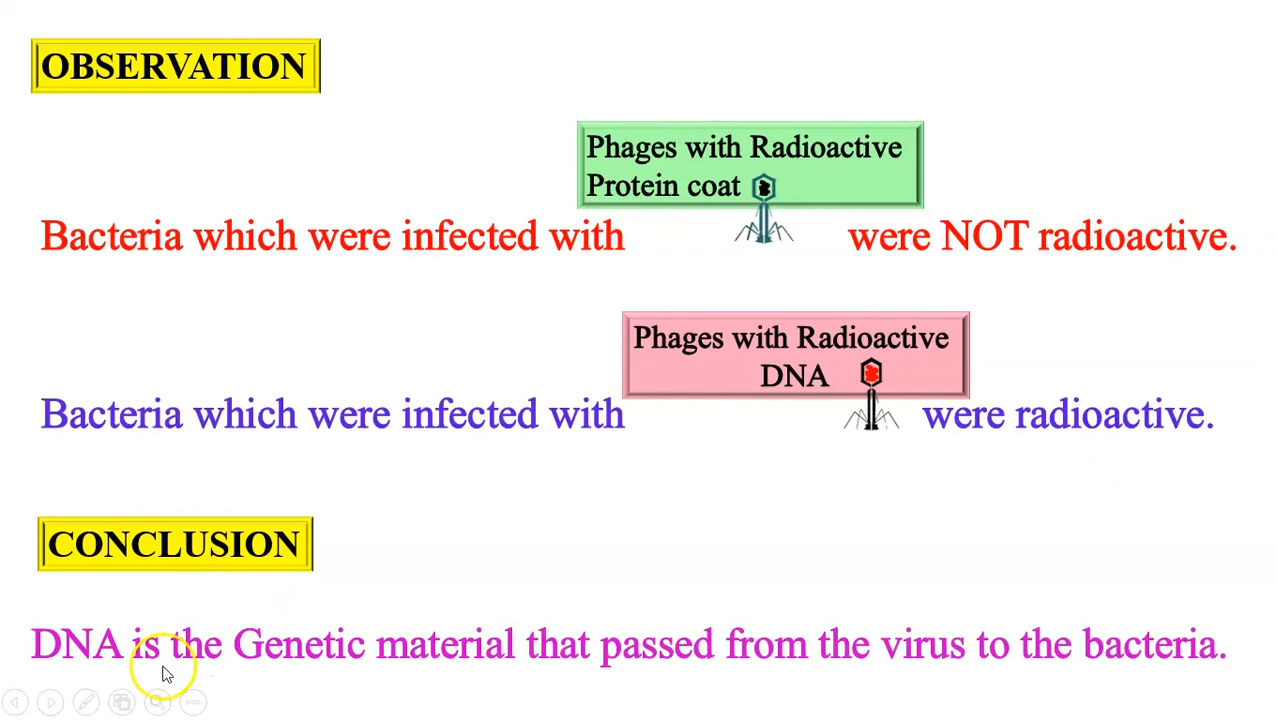 OBSERVATION
Phages with Radioactive
Protein coat
Bacteria which were infected with were NOT radioactive.
Phages with Radioactive
DNA
Bacteria which were infected with were radioactive.
CONCLUSION
DNA is the Genetic material that passed from the virus to the bacteria.